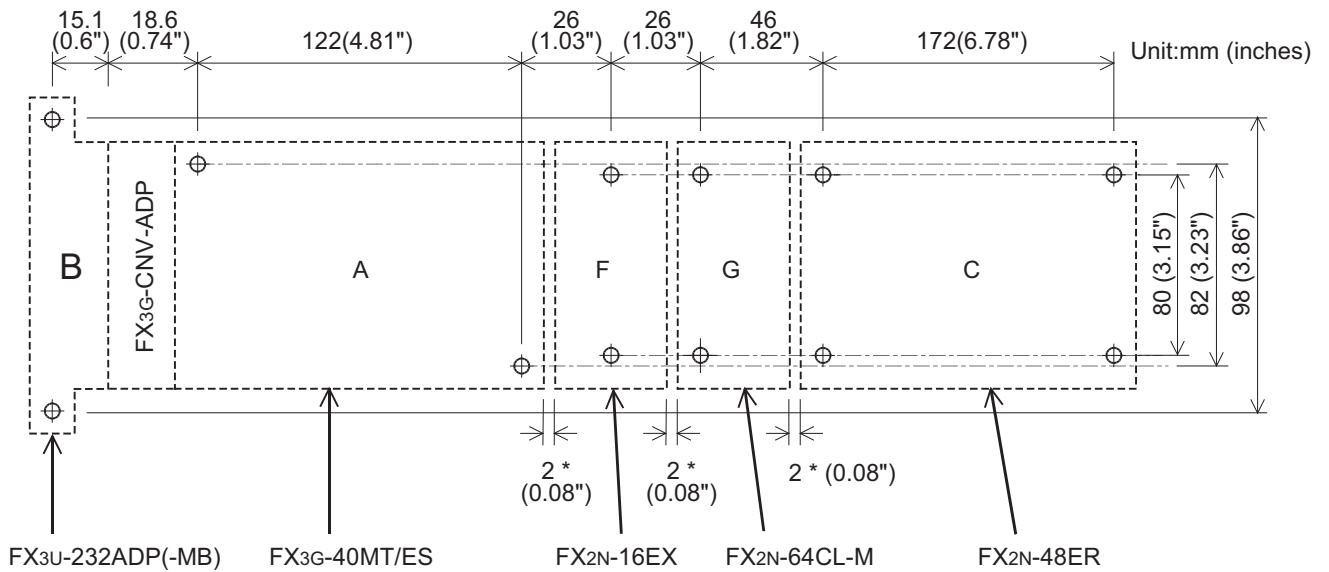 15.1
(0.6")
18.6
(0.74")
122(4.81")
26
(1.03")
26
(1.03")
46
(1.82")
172(6.78")
Unit:mm (inches)
B
FX3G-CNV-ADP
A
F
G
C
80 (3.15")
82 (3.23")
98 (3.86")
2 *
(0.08")
2 *
(0.08")
2 * (0.08")
FX3U-232ADP(-MB)
FX3G-40MT/ES
FX2N-16EX
FX2N-64CL-M
FX2N-48ER